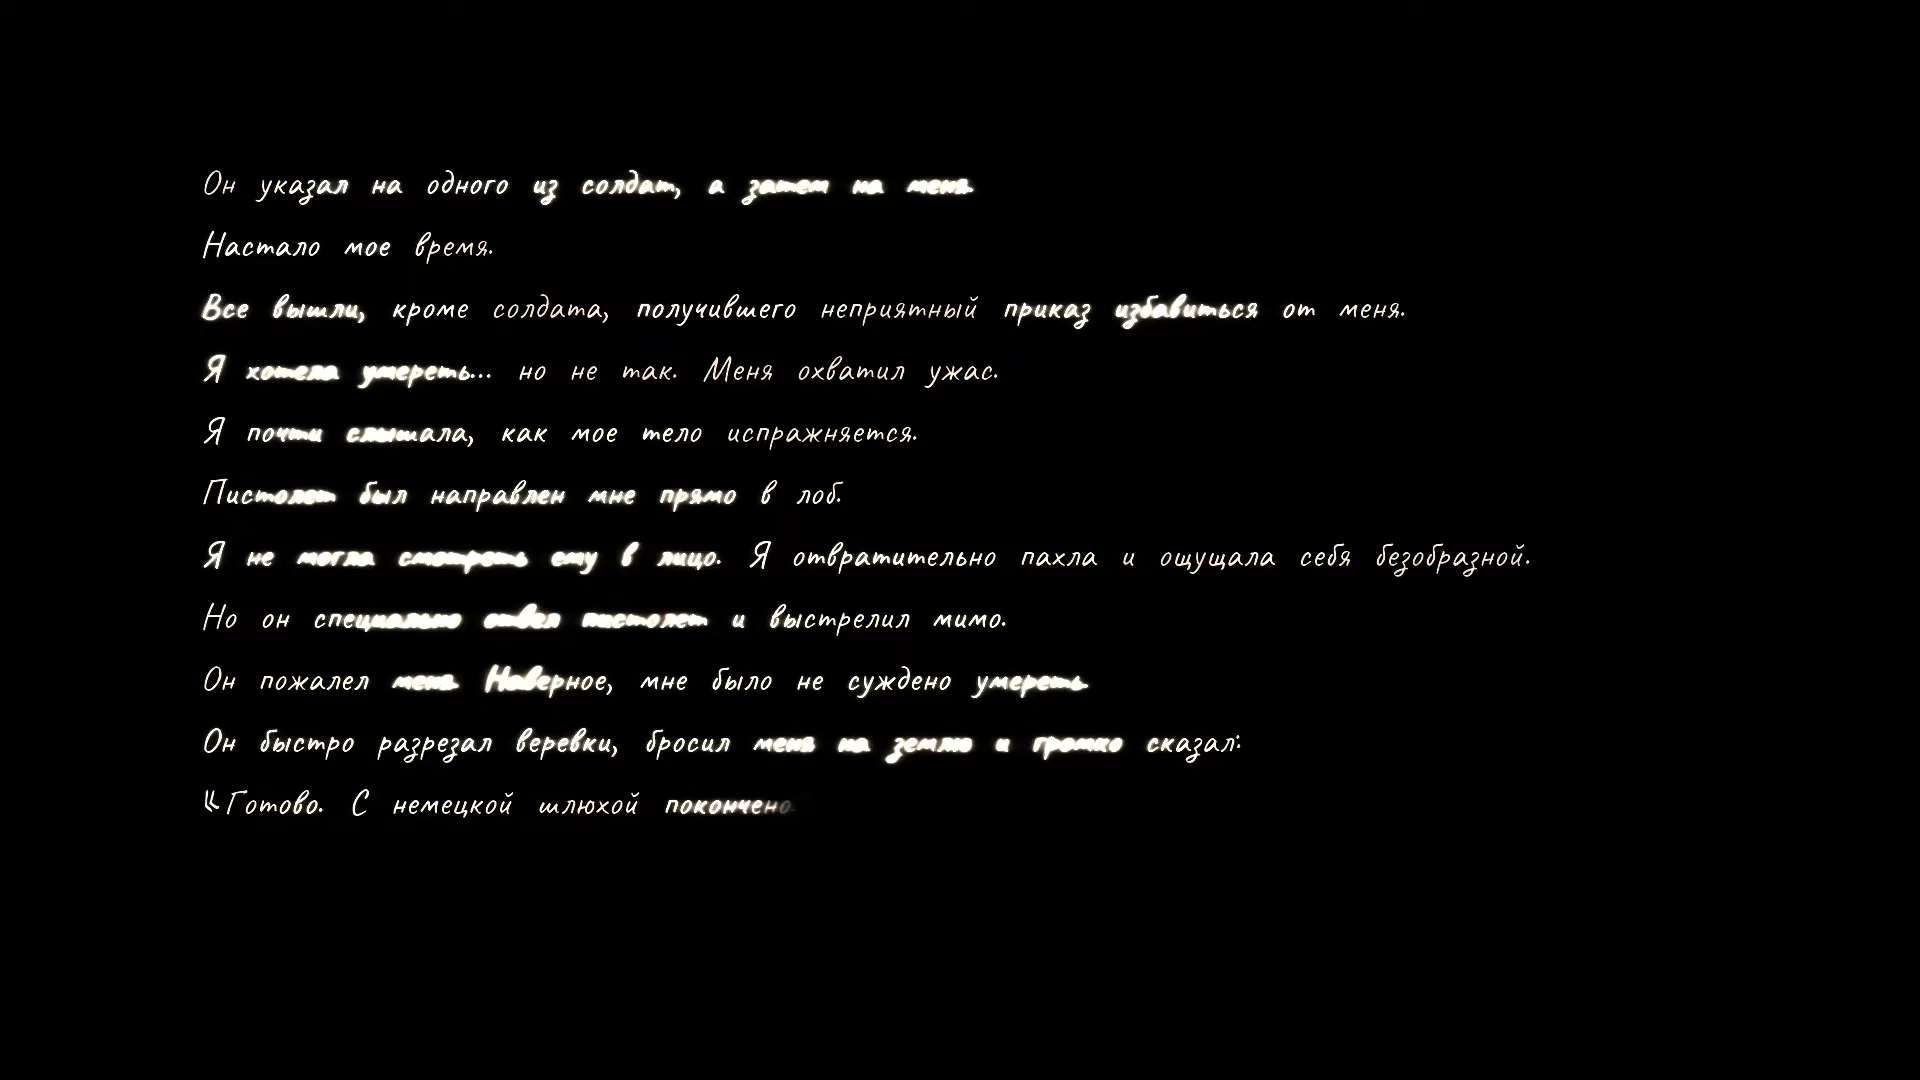 Он указал на одного из солдат, а затем на меня
Настало мое время.
Все вышли, кроме солдата, получившего неприятный приказ избавиться от меня.
Я хотела умереть... но не так. Меня охватил ужас.
Я почти слышала, как мое тело испражняется.
Пистолет был направлен мне прямо в лоб.
Я не могла смотреть ему в лицо. Я отвратительно пахла и ощущала себя безобразной.
Но он специально отвел пистолет и выстрелил мимо.
Он пожалел меня Наверное, мне было не суждено умереть
Он быстро разрезал веревки, бросил меня на землю и громко сказал:
«Готово. С немецкой шлюхой покончено.